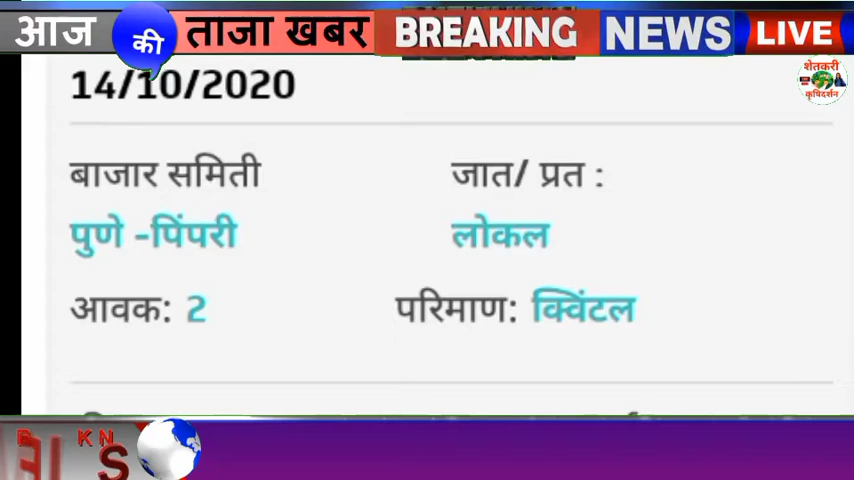 आज की ताजा खबर BREAKING NEWS LIVE
14/10/2020
शेतकरी
कृषिदर्शन
बाजार समिती जात/ प्रत :
पुणे -पिंपरी लोकल
आवक: 2 परिमाण: क्विंटल